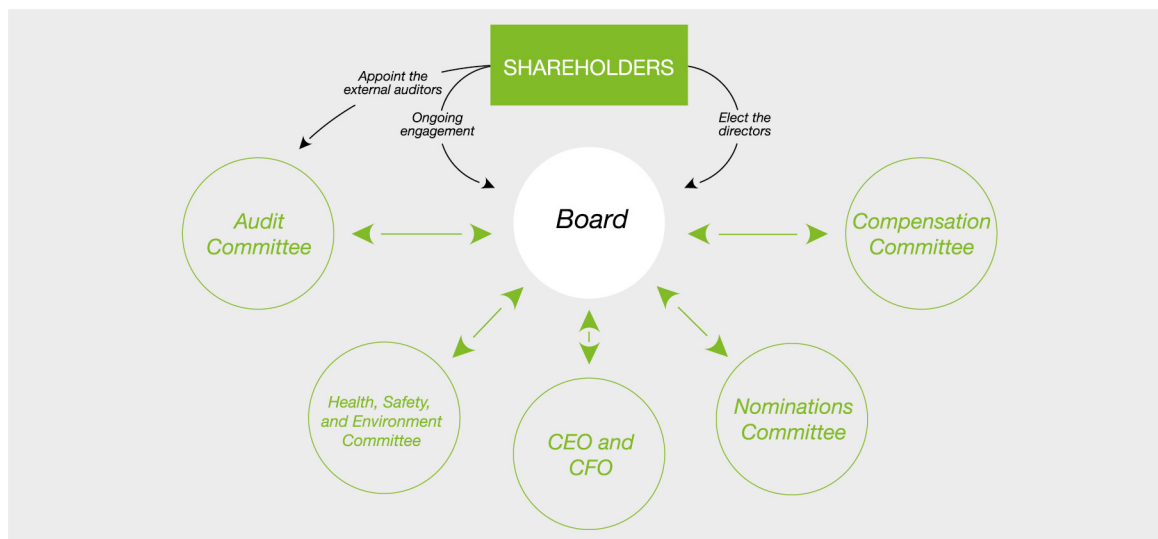 SHAREHOLDERS
Appoint the
external auditors
Ongoing
engagement
Elect the
directors
Audit
Committee
Board
Compensation
Committee
Health, Safety,
and Environment
Committee
CEO and
CFO
Nominations
Committee